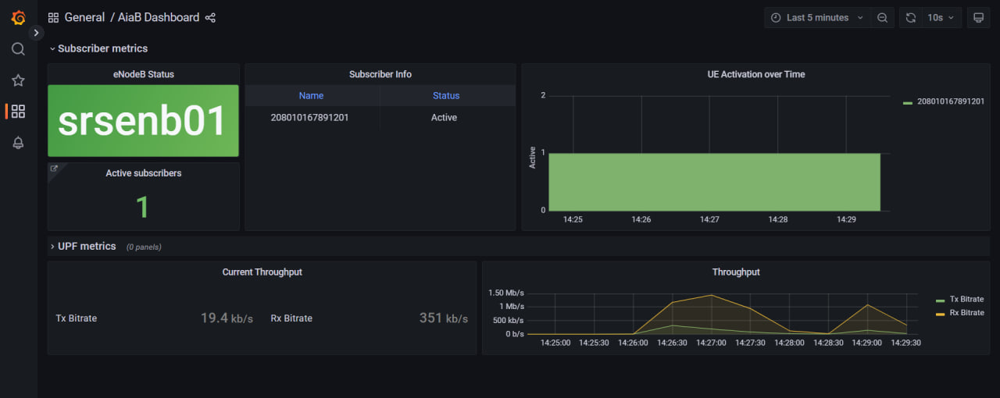 General / AiaB Dashboard
Last 5 minutes
10s
Subscriber metrics
eNodeB Status
srsenb01
Active subscribers
1
Subscriber Info
Name Status
208010167891201 Active
UE Activation over Time
2
1
0
Active
14:25 14:26 14:27 14:28 14:29
208010167891201
UPF metrics (0 panels)
Current Throughput
Tx Bitrate 19.4 kb/s Rx Bitrate 351 kb/s
Throughput
1.50 Mb/s
1 Mb/s
500 kb/s
0 b/s
14:25:00 14:25:30 14:26:00 14:26:30 14:27:00 14:27:30 14:28:00 14:28:30 14:29:00 14:29:30
Tx Bitrate
Rx Bitrate